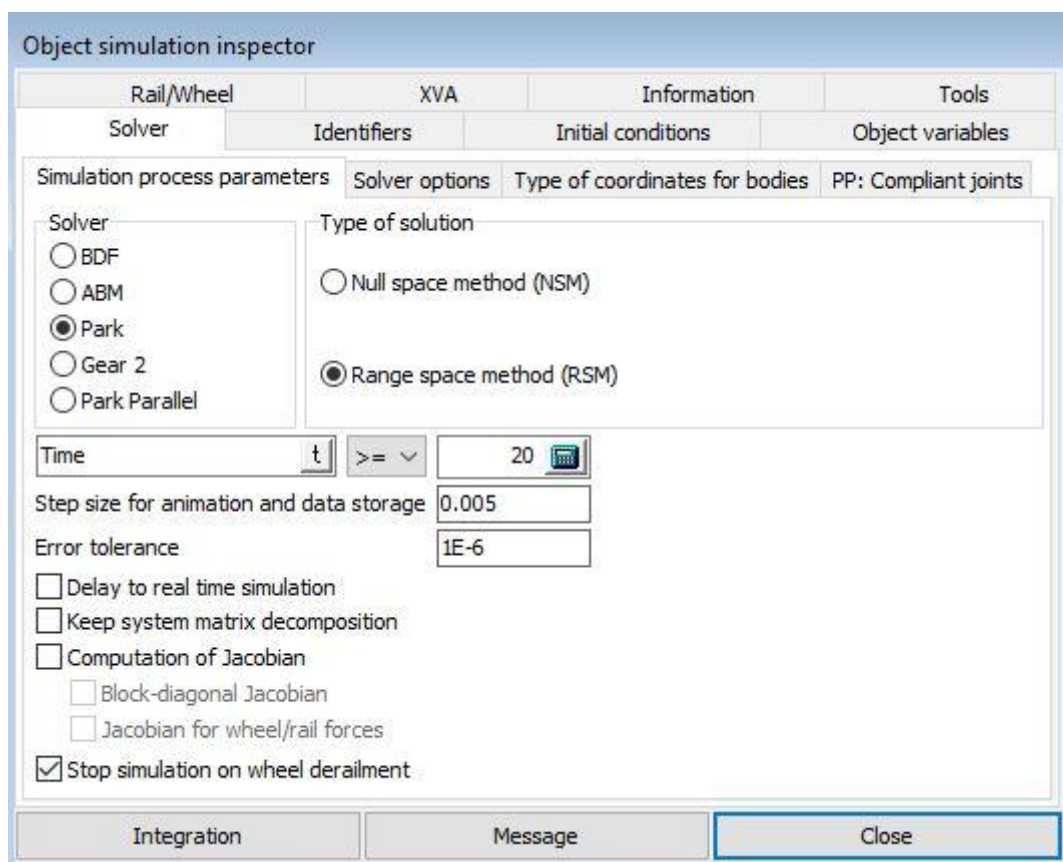 Object simulation inspector
Rail/Wheel XVA Information Tools
Solver Identifiers Initial conditions Object variables
Simulation process parameters Solver options Type of coordinates for bodies PP: Compliant joints
Solver
BDF
ABM
Park
Gear 2
Park Parallel
Type of solution
Null space method (NSM)
Range space method (RSM)
Time t >= 20
Step size for animation and data storage 0.005
Error tolerance 1E-6
Delay to real time simulation
Keep system matrix decomposition
Computation of Jacobian
Block-diagonal Jacobian
Jacobian for wheel/rail forces
Stop simulation on wheel derailment
Integration Message Close